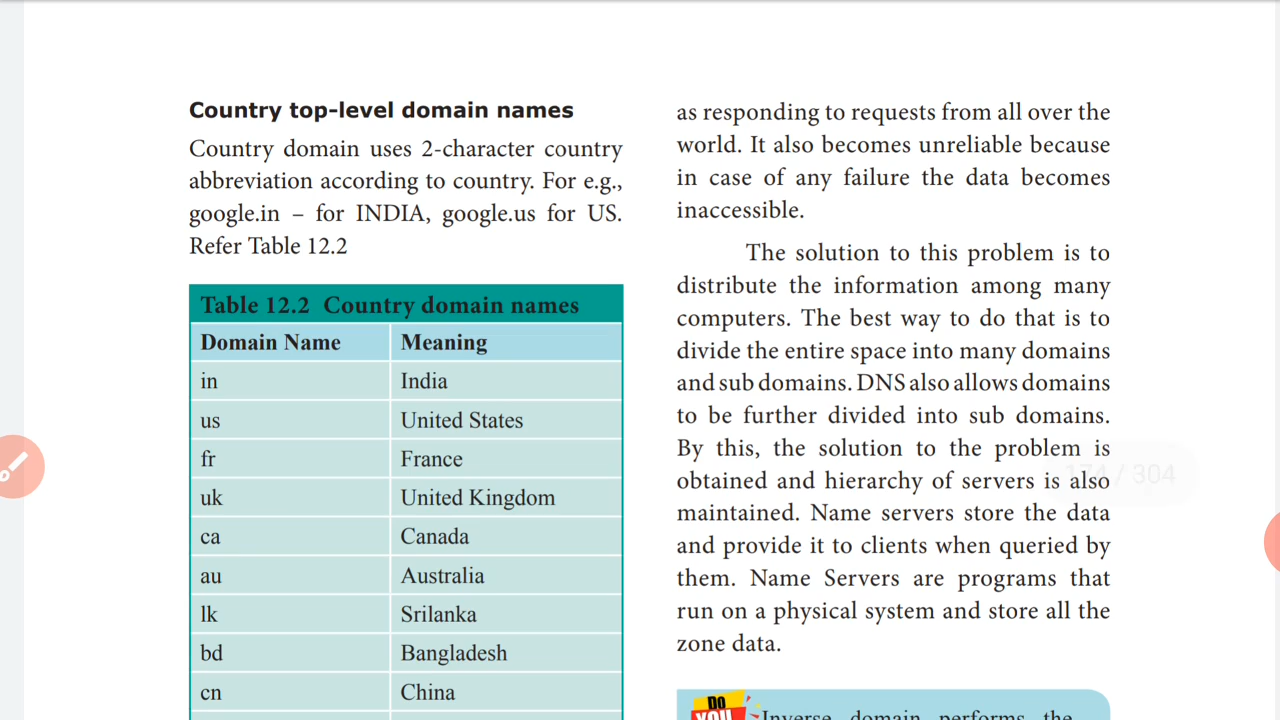 Country top-level domain names
Country domain uses 2-character country
abbreviation according to country. For e.g.,
google.in – for INDIA, google.us for US.
Refer Table 12.2
Table 12.2 Country domain names
Domain Name Meaning
in India
us United States
fr France
uk United Kingdom
ca Canada
au Australia
lk Srilanka
bd Bangladesh
cn China
as responding to requests from all over the
world. It also becomes unreliable because
in case of any failure the data becomes
inaccessible.
The solution to this problem is to
distribute the information among many
computers. The best way to do that is to
divide the entire space into many domains
and sub domains. DNS also allows domains
to be further divided into sub domains.
By this, the solution to the problem is
obtained and hierarchy of servers is also
maintained. Name servers store the data
and provide it to clients when queried by
them. Name Servers are programs that
run on a physical system and store all the
zone data.
174 / 304
DO
YOU
Inverse domain performs the